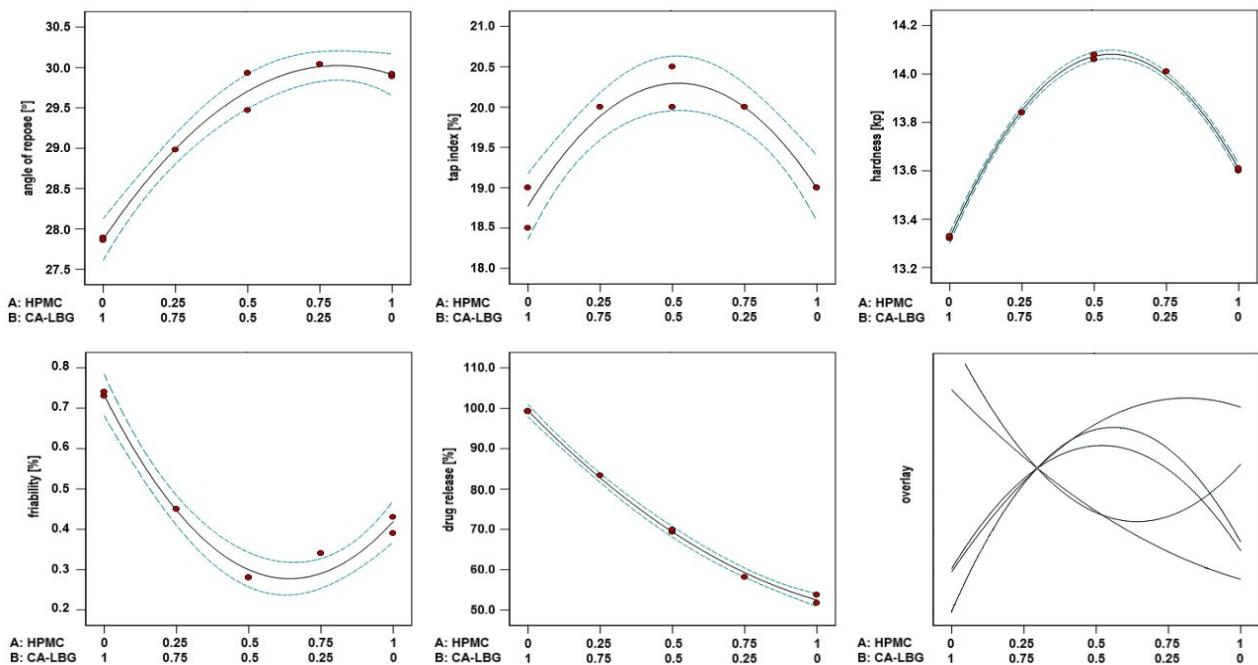 angle of repose [º]
30.5
30.0
29.5
29.0
28.5
28.0
27.5
A: HPMC 0 0.25 0.5 0.75 1
B: CA-LBG 1 0.75 0.5 0.25 0
tap index [%]
21.0
20.5
20.0
19.5
19.0
18.5
18.0
A: HPMC 0 0.25 0.5 0.75 1
B: CA-LBG 1 0.75 0.5 0.25 0
hardness [kp]
14.2
14.0
13.8
13.6
13.4
13.2
A: HPMC 0 0.25 0.5 0.75 1
B: CA-LBG 1 0.75 0.5 0.25 0
friability [%]
0.8
0.7
0.6
0.5
0.4
0.3
0.2
A: HPMC 0 0.25 0.5 0.75 1
B: CA-LBG 1 0.75 0.5 0.25 0
drug release [%]
110.0
100.0
90.0
80.0
70.0
60.0
50.0
A: HPMC 0 0.25 0.5 0.75 1
B: CA-LBG 1 0.75 0.5 0.25 0
overlay
A: HPMC 0 0.25 0.5 0.75 1
B: CA-LBG 1 0.75 0.5 0.25 0